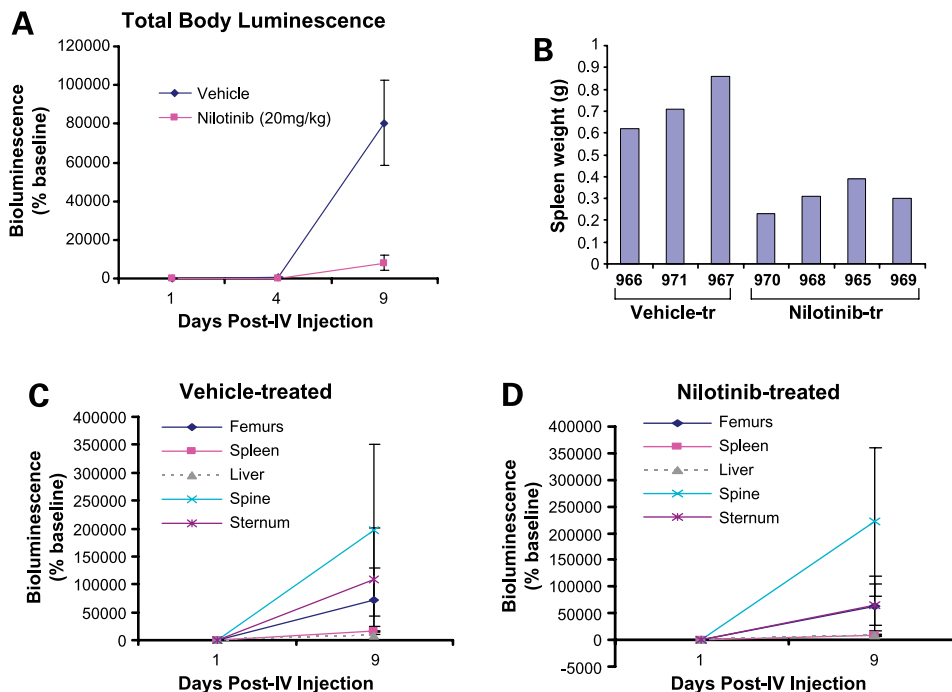 A
Total Body Luminescence
Bioluminescence
(% baseline)
120000
100000
80000
60000
40000
20000
0
Vehicle
Nilotinib (20mg/kg)
1 4 9
Days Post-IV Injection
B
Spleen weight (g)
1
0.9
0.8
0.7
0.6
0.5
0.4
0.3
0.2
0.1
0
966 971 967 970 968 965 969
Vehicle-tr Nilotinib-tr
C
Vehicle-treated
Bioluminescence
(% baseline)
400000
350000
300000
250000
200000
150000
100000
50000
0
Femurs
Spleen
Liver
Spine
Sternum
1 9
Days Post-IV Injection
D
Nilotinib-treated
Bioluminescence
(% baseline)
400000
350000
300000
250000
200000
150000
100000
50000
0
-5000
Femurs
Spleen
Liver
Spine
Sternum
1 9
Days Post-IV Injection